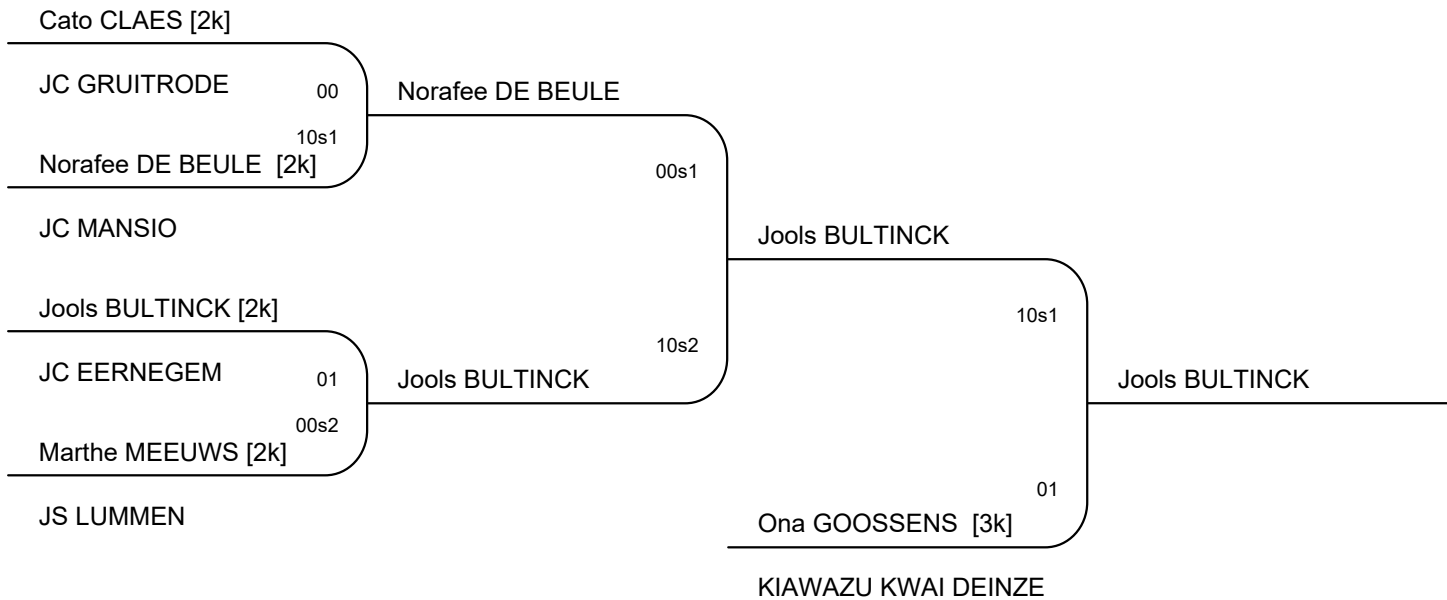 Cato CLAES [2k]
JC GRUITRODE
00
Norafee DE BEULE
10s1
Norafee DE BEULE  [2k]
00s1
JC MANSIO
Jools BULTINCK
Jools BULTINCK [2k]
10s1
10s2
JC EERNEGEM
01
Jools BULTINCK
Jools BULTINCK
00s2
Marthe MEEUWS [2k]
01
JS LUMMEN
Ona GOOSSENS  [3k]
KIAWAZU KWAI DEINZE